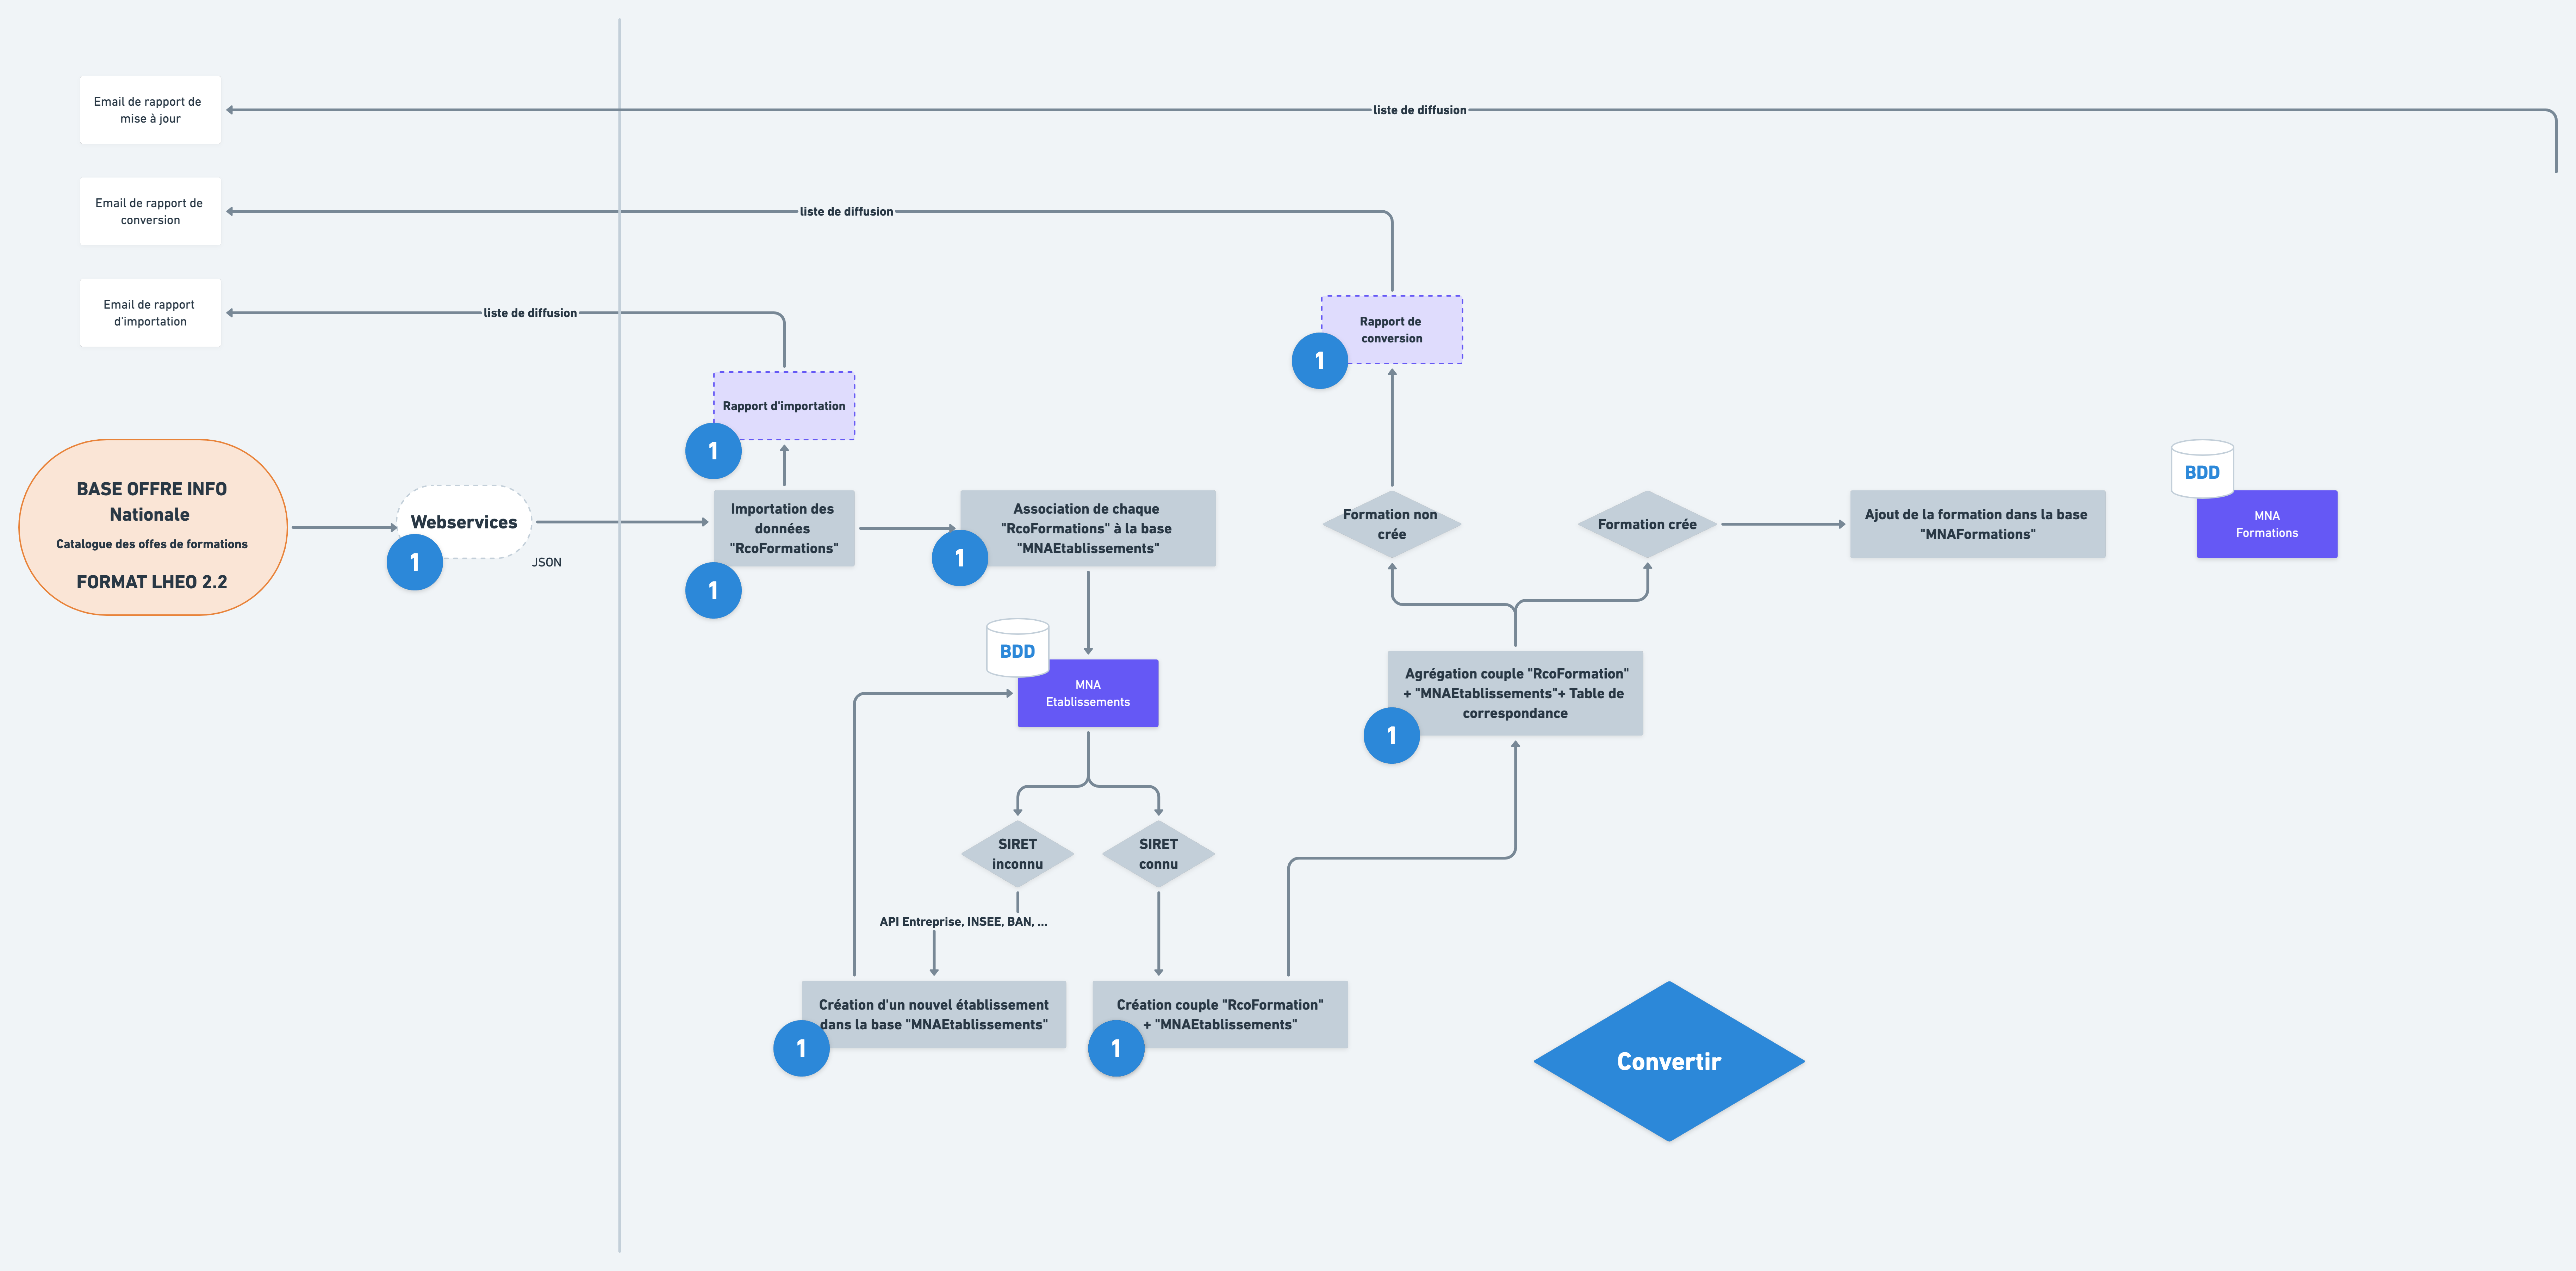 Email de rapport de
mise à jour
liste de diffusion
Email de rapport de
conversion
liste de diffusion
Email de rapport
d'importation
liste de diffusion
Rapport de
conversion
1
Rapport d'importation
1
BASE OFFRE INFO
Nationale
Catalogue des offes de formations
FORMAT LHEO 2.2
Webservices
1
JSON
Importation des
données
"RcoFormations"
1
Association de chaque
"RcoFormations" à la base
"MNAEtablissements"
1
Formation non
crée
Formation crée
Ajout de la formation dans la base
"MNAFormations"
BDD
MNA
Formations
BDD
MNA
Etablissements
Agrégation couple "RcoFormation"
+ "MNAEtablissements"+ Table de
correspondance
1
SIRET
inconnu
SIRET
connu
API Entreprise, INSEE, BAN, ...
Création d'un nouvel établissement
dans la base "MNAEtablissements"
1
Création couple "RcoFormation"
+ "MNAEtablissements"
1
Convertir